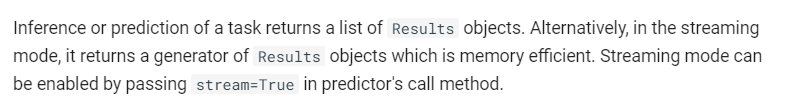 Inference or prediction of a task returns a list of Results objects. Alternatively, in the streaming
mode, it returns a generator of Results objects which is memory efficient. Streaming mode can
be enabled by passing stream=True in predictor's call method.